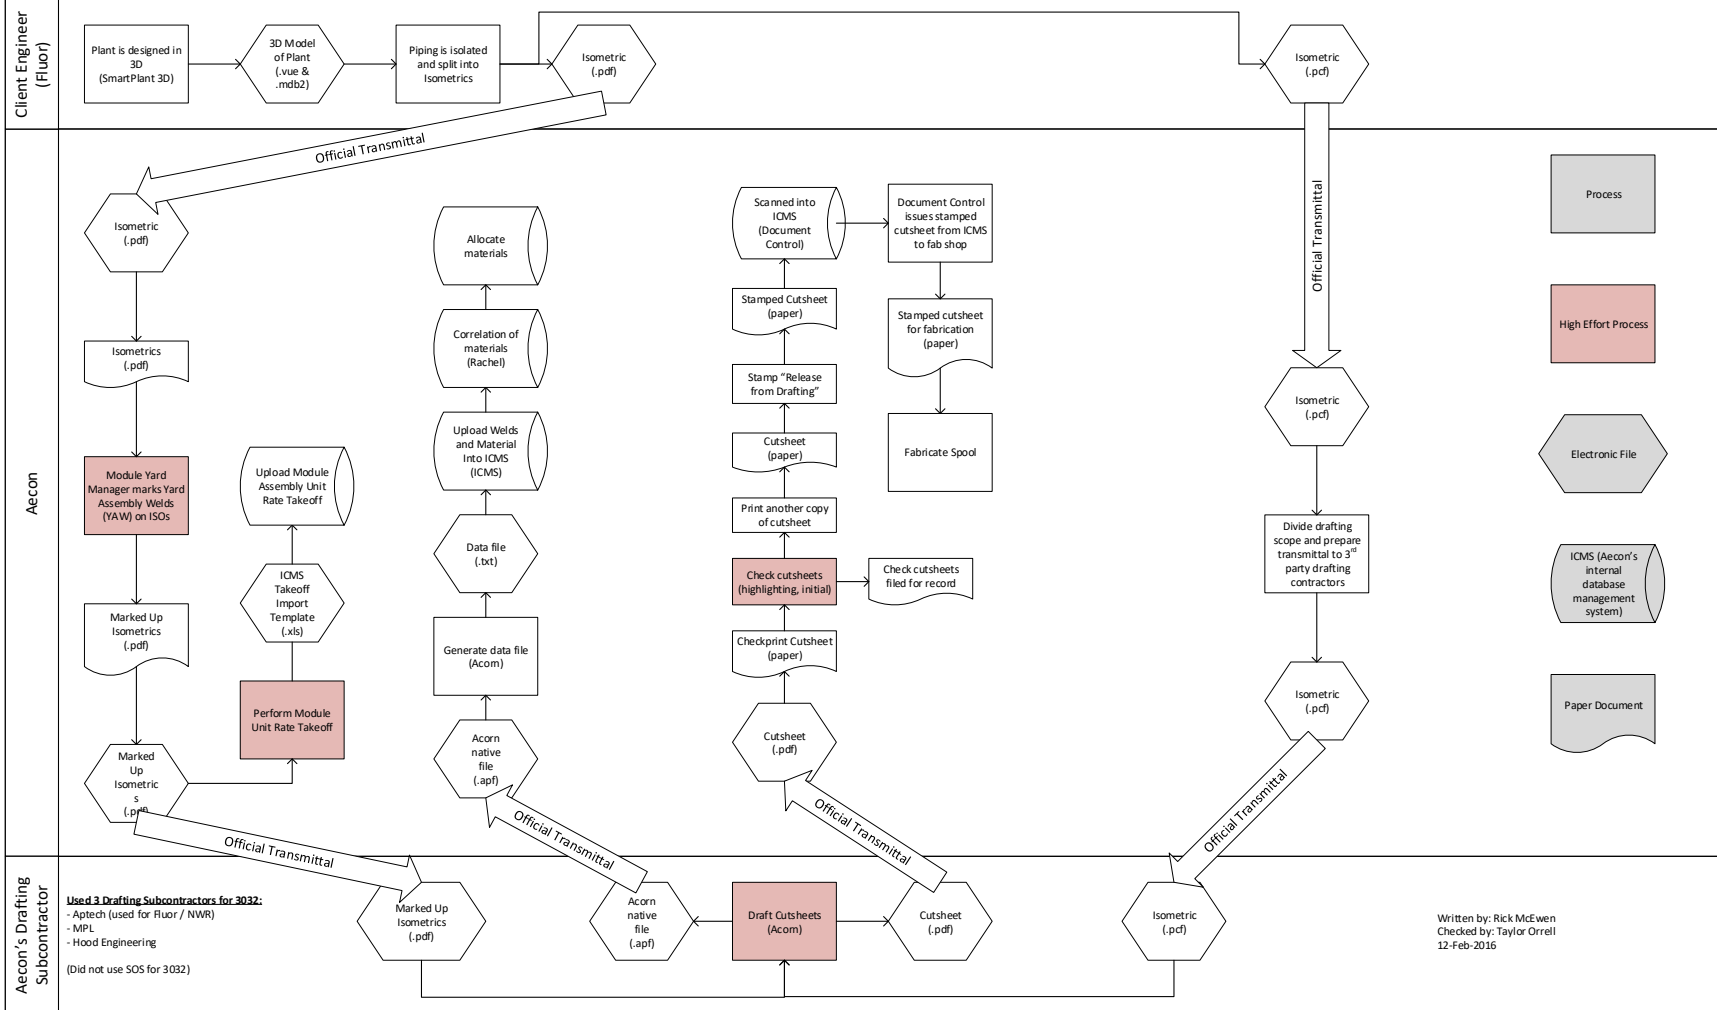 Client Engineer
(Fluor)
Plant is designed in
3D
(SmartPlant 3D)
3D Model
of Plant
(.vue &
.mdb2)
Piping is isolated
and split into
Isometrics
Isometric
(.pdf)
Isometric
(.pcf)
Official Transmittal
Official Transmittal
Aecon
Isometric
(.pdf)
Isometrics
(.pdf)
Module Yard
Manager marks Yard
Assembly Welds
(YAW) on ISOs
Marked Up
Isometrics
(.pdf)
Marked
Up
Isometric
s
(.pdf)
Upload Module
Assembly Unit
Rate Takeoff
ICMS
Takeoff
Import
Template
(.xls)
Perform Module
Unit Rate Takeoff
Allocate
materials
Correlation of
materials
(Rachel)
Upload Welds
and Material
Into ICMS
(ICMS)
Data file
(.txt)
Generate data file
(Acorn)
Acorn
native
file
(.apf)
Scanned into
ICMS
(Document
Control)
Stamped Cutsheet
(paper)
Stamp “Release
from Drafting”
Cutsheet
(paper)
Print another copy
of cutsheet
Check cutsheets
(highlighting, initial)
Check cutsheets
filed for record
Checkprint Cutsheet
(paper)
Cutsheet
(.pdf)
Document Control
issues stamped
cutsheet from ICMS
to fab shop
Stamped cutsheet
for fabrication
(paper)
Fabricate Spool
Isometric
(.pcf)
Divide drafting
scope and prepare
transmittal to 3rd
party drafting
contractors
Isometric
(.pcf)
Process
High Effort Process
Electronic File
ICMS (Aecon’s
internal
database
management
system)
Paper Document
Official Transmittal
Official Transmittal
Official Transmittal
Official Transmittal
Aecon’s Drafting
Subcontractor
Used 3 Drafting Subcontractors for 3032:
- Aptech (used for Fluor / NWR)
- MPL
- Hood Engineering
(Did not use SOS for 3032)
Marked Up
Isometrics
(.pdf)
Acorn
native
file
(.apf)
Draft Cutsheets
(Acorn)
Cutsheet
(.pdf)
Isometric
(.pcf)
Written by: Rick McEwen
Checked by: Taylor Orrell
12-Feb-2016